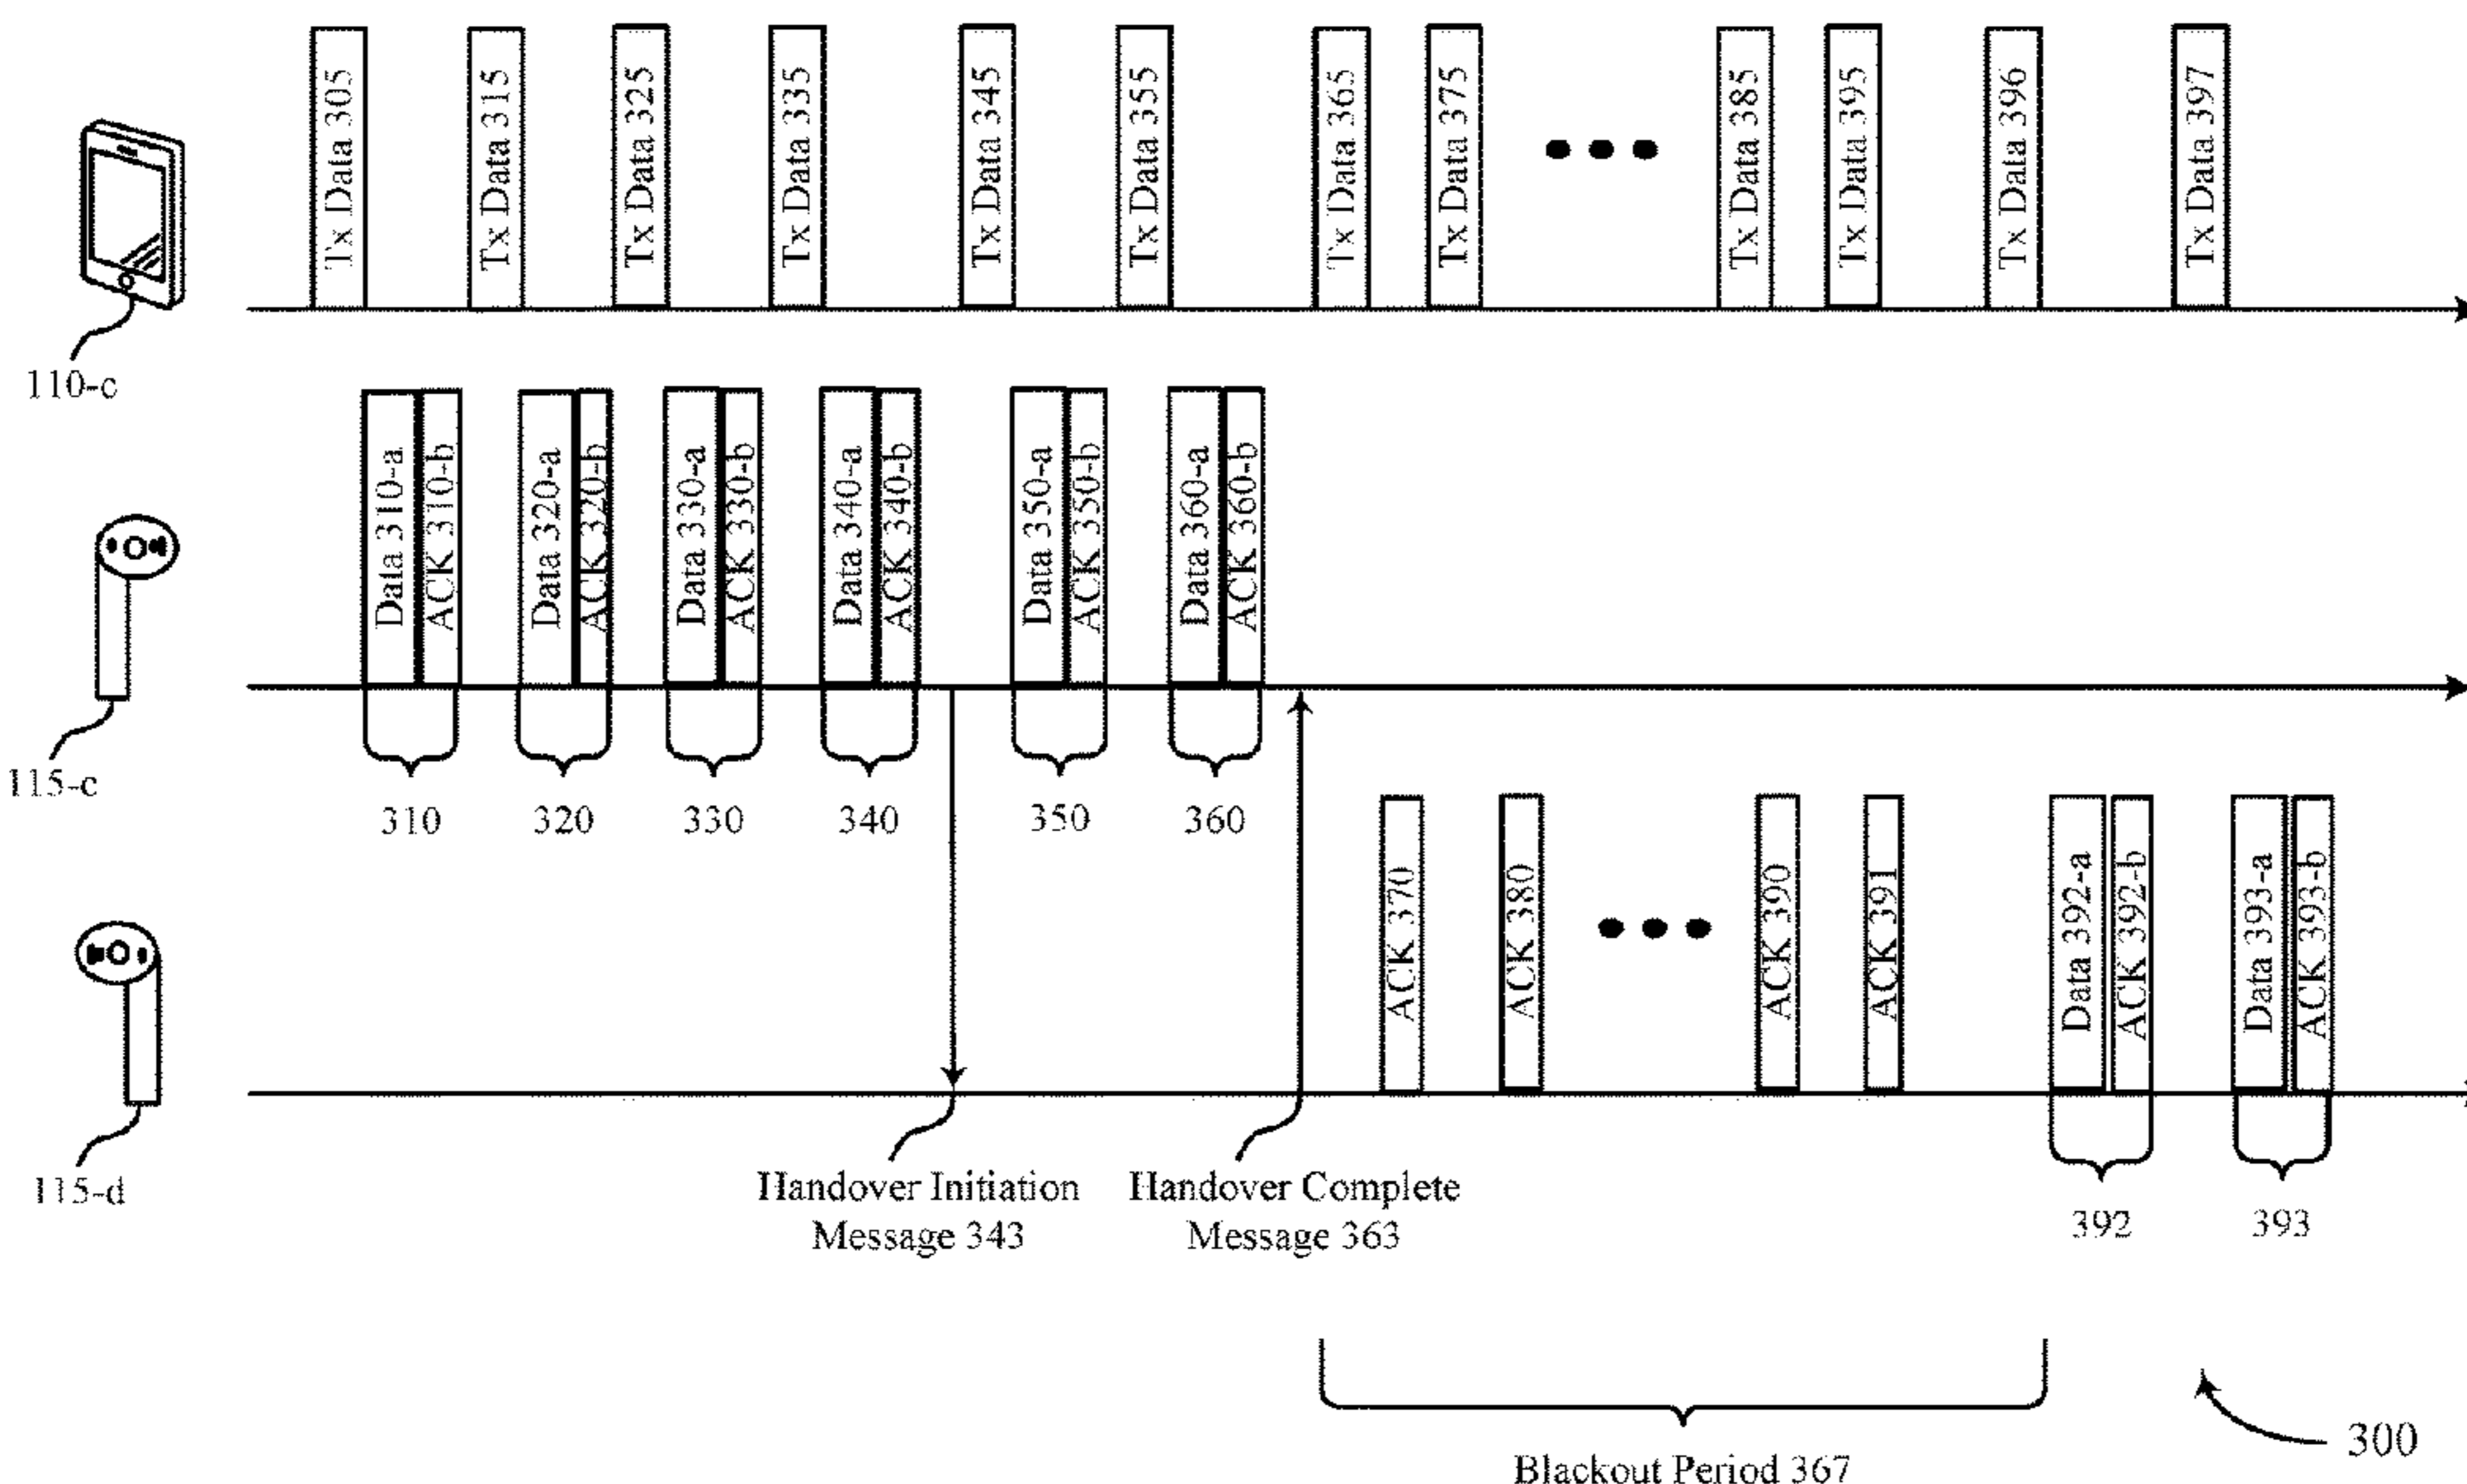 Tx Data 305
Tx Data 315
Tx Data 325
Tx Data 335
Tx Data 345
Tx Data 355
Tx Data 365
Tx Data 375
Tx Data 385
Tx Data 395
Tx Data 396
Tx Data 397
110-c
Data 310-a
ACK 310-b
Data 320-a
ACK 320-b
Data 330-a
ACK 330-b
Data 340-a
ACK 340-b
Data 350-a
ACK 350-b
Data 360-a
ACK 360-b
115-c
310
320
330
340
350
360
ACK 370
ACK 380
ACK 390
ACK 391
Data 392-a
ACK 392-b
Data 393-a
ACK 393-b
115-d
Handover Initiation
Message 343
Handover Complete
Message 363
392
393
Blackout Period 367
300